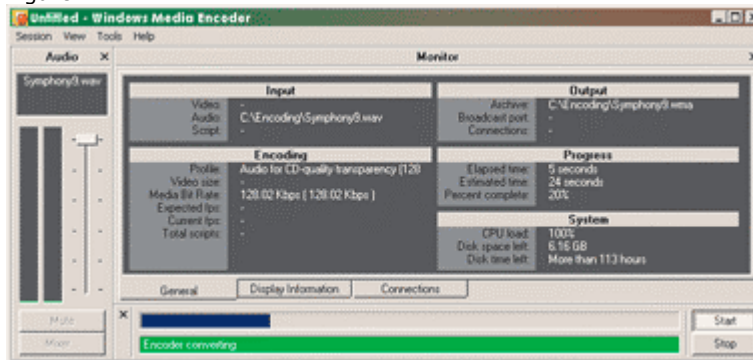 Untitled - Windows Media Encoder
Session View Tools Help
Audio
Monitor
Symphony9.wav
Input
Video: -
Audio: C:\Encoding\Symphony9.wav
Script: -
Output
Archive: C:\Encoding\Symphony9.wma
Broadcast port: -
Connections: -
Encoding
Profile: Audio for CD-quality transparency (128
Video size: -
Media Bit Rate: 128.02 Kbps ( 128.02 Kbps )
Expected fps: -
Current fps: -
Total scripts: -
Progress
Elapsed time: 5 seconds
Estimated time: 24 seconds
Percent complete: 20%
System
CPU load: 100%
Disk space left: 6.16 GB
Disk time left: More than 113 hours
General Display Information Connections
Mute
Mixer
Start
Encoder converting
Stop